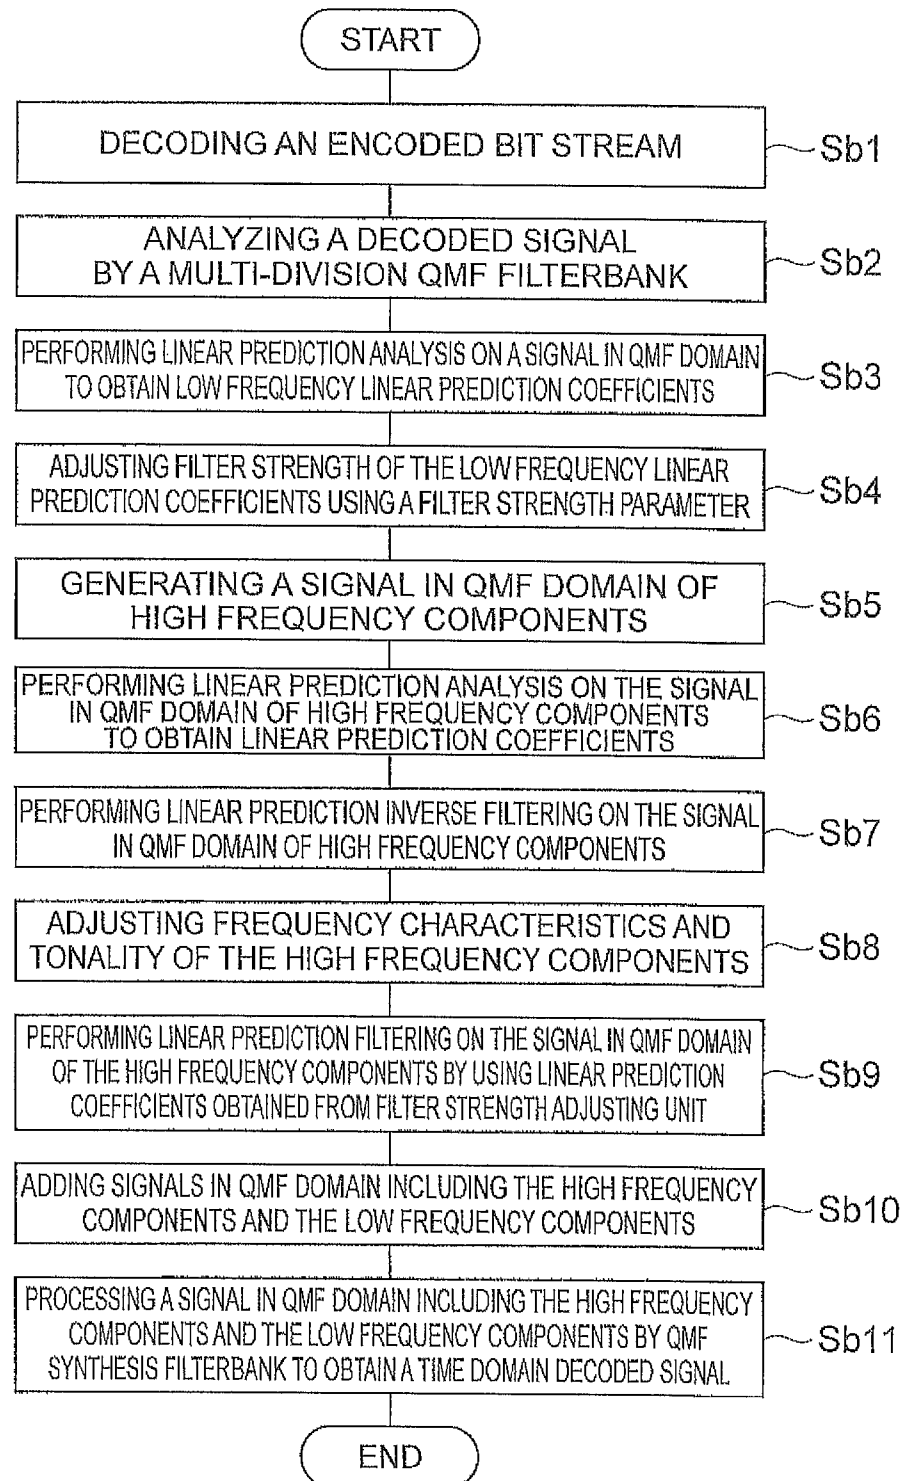 START
DECODING AN ENCODED BIT STREAM
Sb1
ANALYZING A DECODED SIGNAL
BY A MULTI-DIVISION QMF FILTERBANK
Sb2
PERFORMING LINEAR PREDICTION ANALYSIS ON A SIGNAL IN QMF DOMAIN
TO OBTAIN LOW FREQUENCY LINEAR PREDICTION COEFFICIENTS
Sb3
ADJUSTING FILTER STRENGTH OF THE LOW FREQUENCY LINEAR
PREDICTION COEFFICIENTS USING A FILTER STRENGTH PARAMETER
Sb4
GENERATING A SIGNAL IN QMF DOMAIN OF
HIGH FREQUENCY COMPONENTS
Sb5
PERFORMING LINEAR PREDICTION ANALYSIS ON THE SIGNAL
IN QMF DOMAIN OF HIGH FREQUENCY COMPONENTS
TO OBTAIN LINEAR PREDICTION COEFFICIENTS
Sb6
PERFORMING LINEAR PREDICTION INVERSE FILTERING ON THE SIGNAL
IN QMF DOMAIN OF HIGH FREQUENCY COMPONENTS
Sb7
ADJUSTING FREQUENCY CHARACTERISTICS AND
TONALITY OF THE HIGH FREQUENCY COMPONENTS
Sb8
PERFORMING LINEAR PREDICTION FILTERING ON THE SIGNAL IN QMF DOMAIN
OF THE HIGH FREQUENCY COMPONENTS BY USING LINEAR PREDICTION
COEFFICIENTS OBTAINED FROM FILTER STRENGTH ADJUSTING UNIT
Sb9
ADDING SIGNALS IN QMF DOMAIN INCLUDING THE HIGH FREQUENCY
COMPONENTS AND THE LOW FREQUENCY COMPONENTS
Sb10
PROCESSING A SIGNAL IN QMF DOMAIN INCLUDING THE HIGH FREQUENCY
COMPONENTS AND THE LOW FREQUENCY COMPONENTS BY QMF
SYNTHESIS FILTERBANK TO OBTAIN A TIME DOMAIN DECODED SIGNAL
Sb11
END